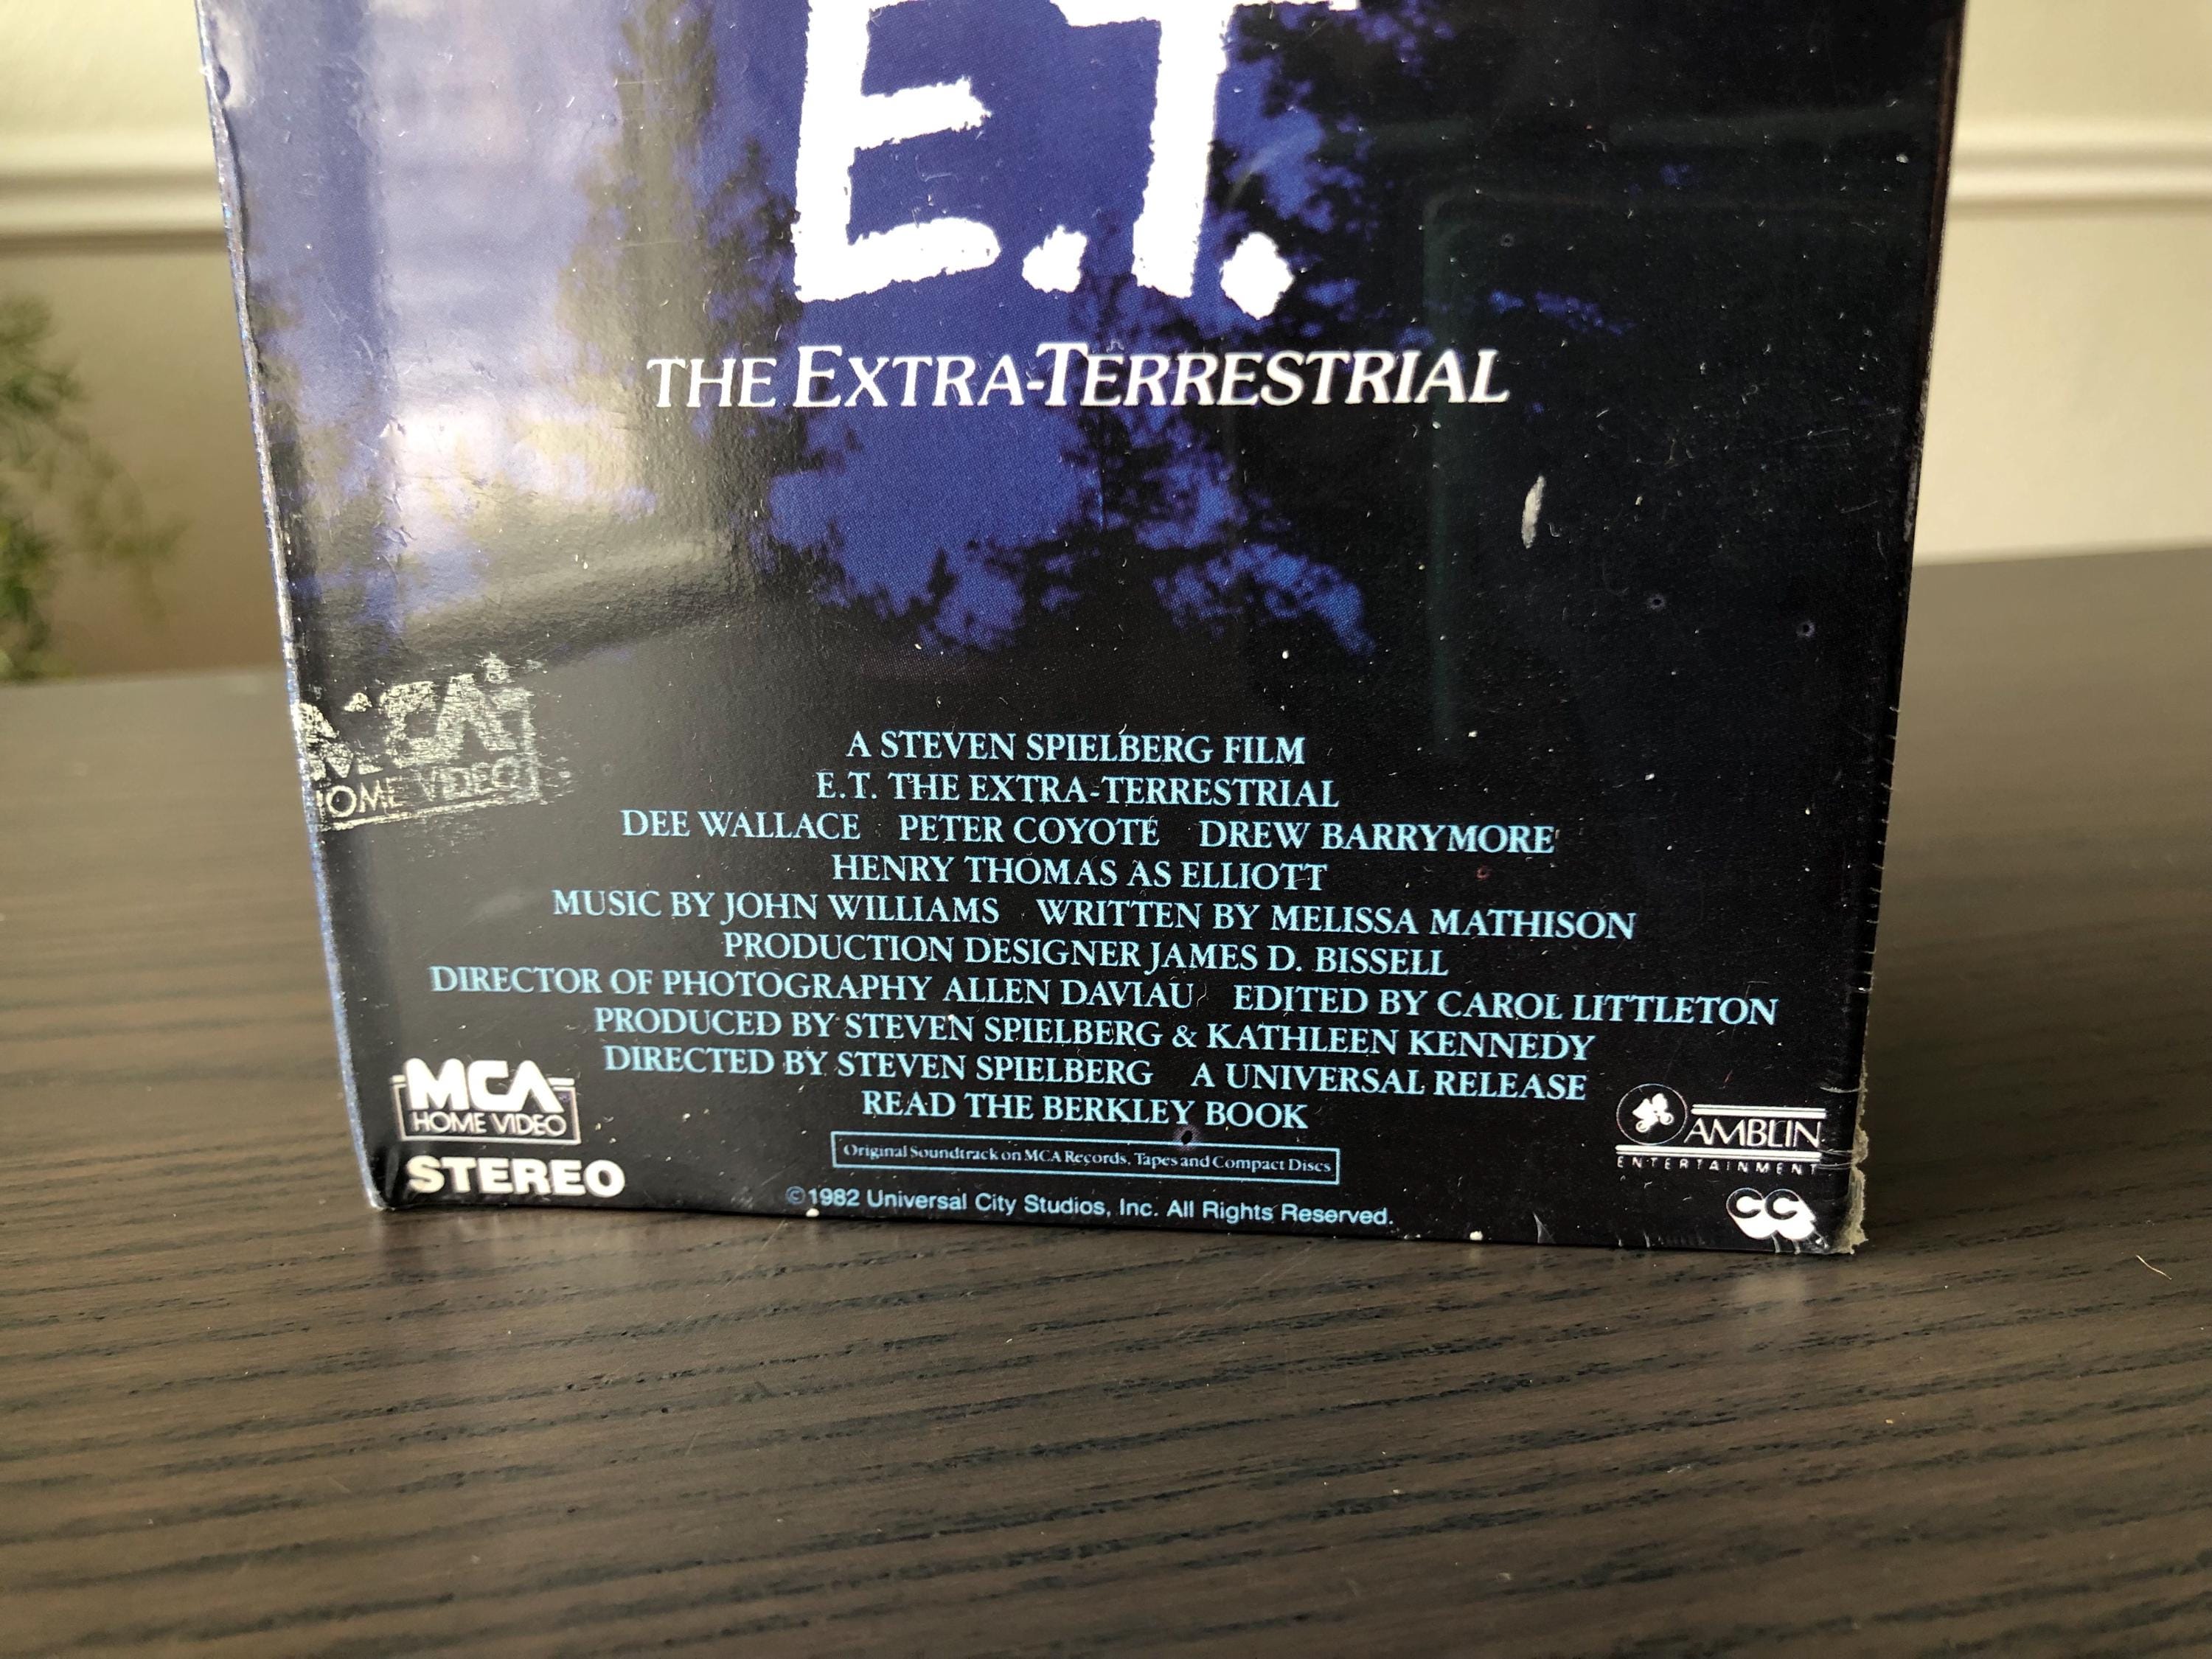 E.T.
THE EXTRA-TERRESTRIAL
MCA
HOME VIDEO
A STEVEN SPIELBERG FILM
E.T. THE EXTRA-TERRESTRIAL
DEE WALLACE PETER COYOTE DREW BARRYMORE
HENRY THOMAS AS ELLIOTT
MUSIC BY JOHN WILLIAMS WRITTEN BY MELISSA MATHISON
PRODUCTION DESIGNER JAMES D. BISSELL
DIRECTOR OF PHOTOGRAPHY ALLEN DAVIAU EDITED BY CAROL LITTLETON
PRODUCED BY STEVEN SPIELBERG & KATHLEEN KENNEDY
DIRECTED BY STEVEN SPIELBERG A UNIVERSAL RELEASE
READ THE BERKLEY BOOK
MCA
HOME VIDEO
STEREO
Original Soundtrack on MCA Records, Tapes and Compact Discs
©1982 Universal City Studios, Inc. All Rights Reserved.
AMBLIN
ENTERTAINMENT
CC